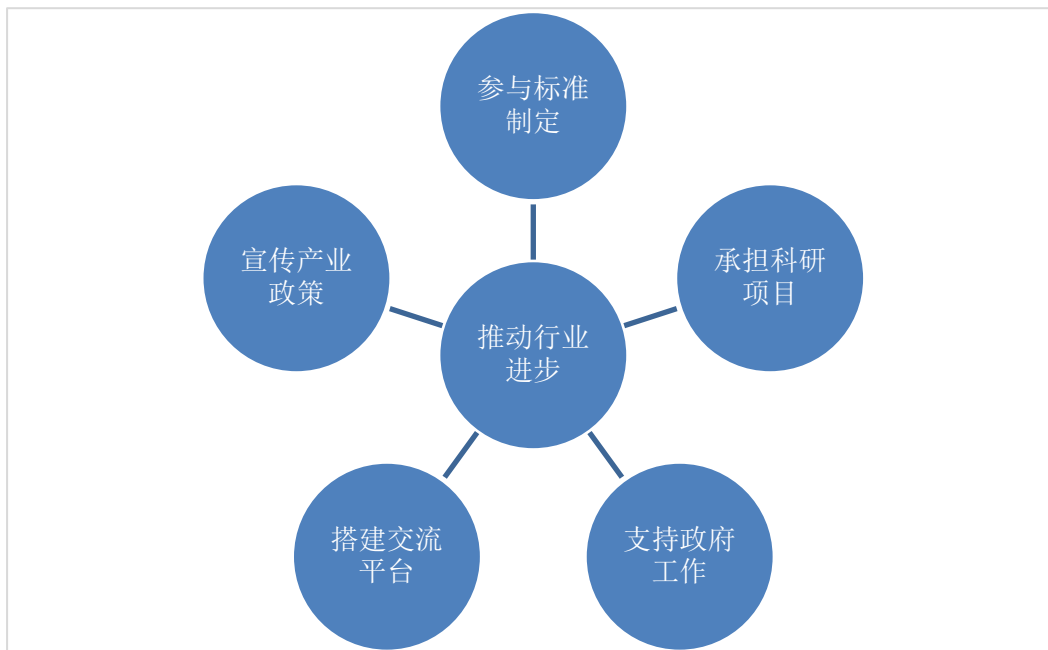 参与标准
制定
宣传产业
政策
承担科研
项目
推动行业
进步
搭建交流
平台
支持政府
工作